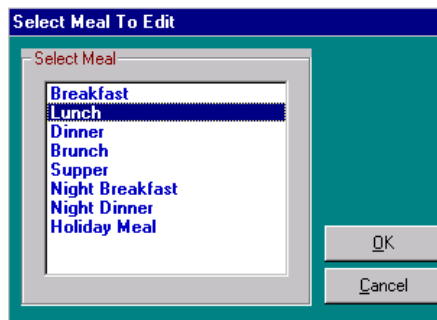 Select Meal To Edit
Select Meal
Breakfast
Lunch
Dinner
Brunch
Supper
Night Breakfast
Night Dinner
Holiday Meal
OK
Cancel